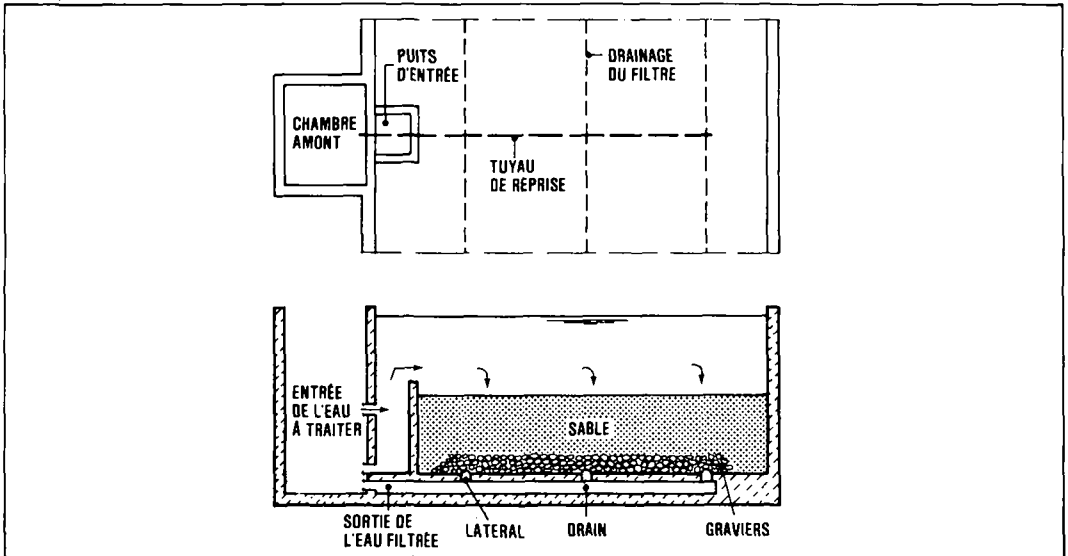 PUITS
D'ENTRÉE
DRAINAGE
DU FILTRE
CHAMBRE
AMONT
TUYAU
DE REPRISE
ENTRÉE
DE L'EAU
À TRAITER
SABLE
SORTIE DE
L'EAU FILTRÉE
LATERAL
DRAIN
GRAVIERS